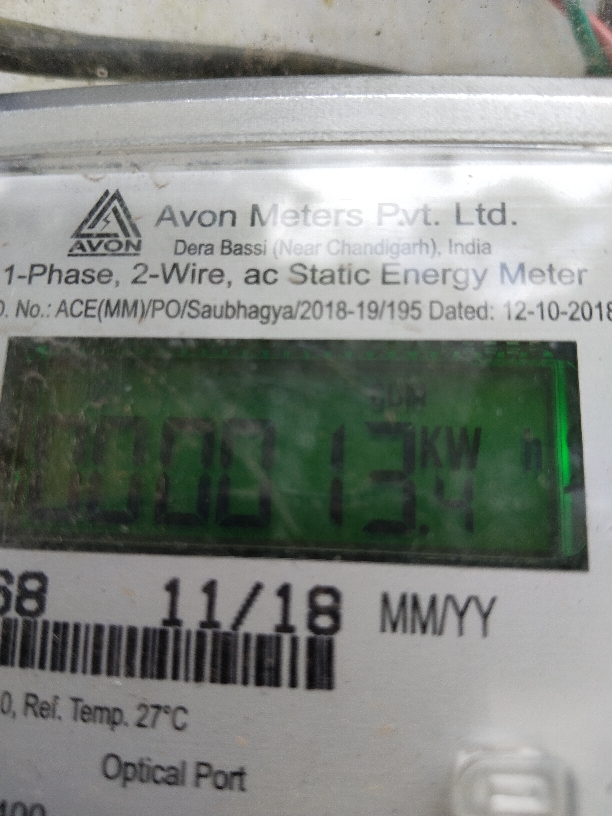 AVON
Avon Meters Pvt. Ltd.
Dera Bassi (Near Chandigarh), India
1-Phase, 2-Wire, ac Static Energy Meter
O. No.: ACE(MM)/PO/Saubhagya/2018-19/195 Dated: 12-10-2018
000013.4 KW h
68 11/18 MM/YY
0, Ref. Temp. 27°C
Optical Port